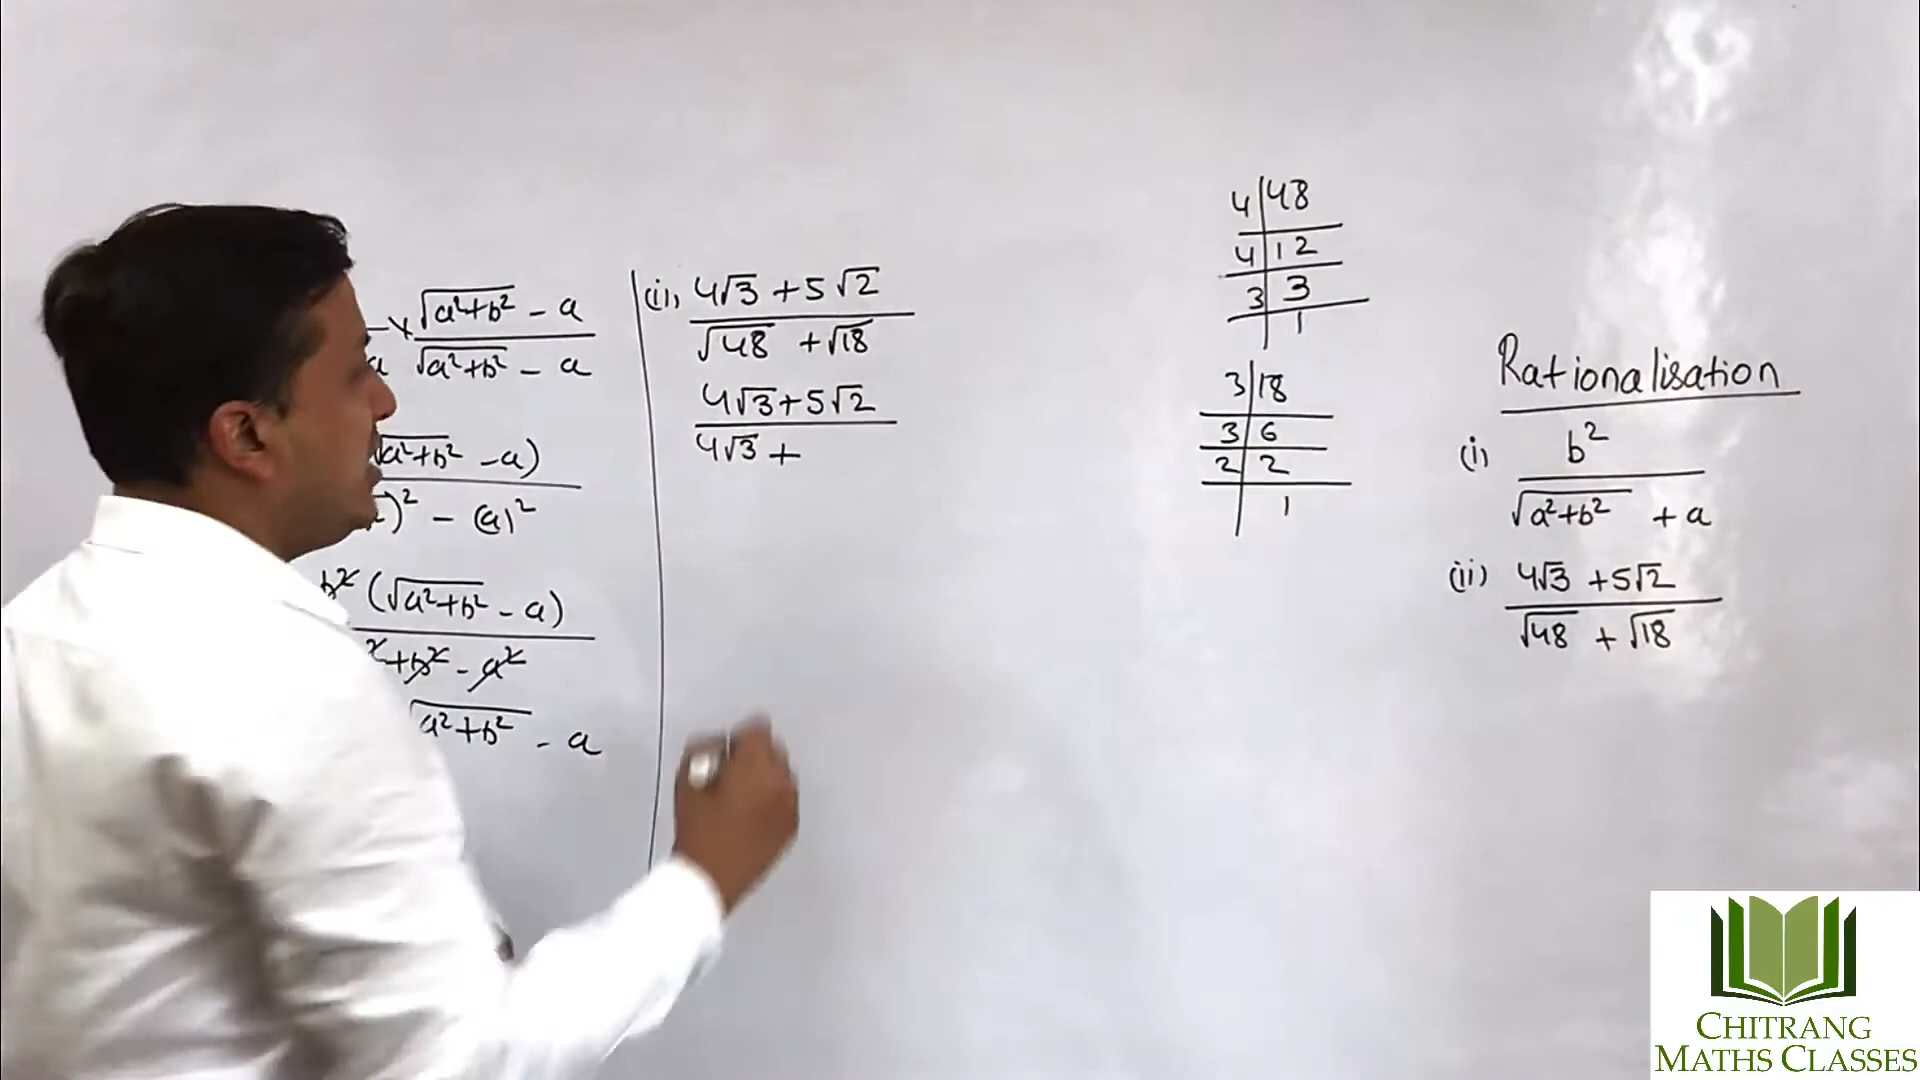 √a²+b² - a
√a²+b² - a
√a²+b² - a)
)² - (a)²
b² (√a²+b² - a)
²+b² - a²
√a²+b² - a
(ii) 4√3 + 5√2
√48 + √18
4√3 + 5√2
4√3 +
4 48
4 12
3 3
1
3 18
3 6
2 2
1
Rationalisation
(i) b²
√a²+b² + a
(ii) 4√3 + 5√2
√48 + √18
CHITRANG
MATHS CLASSES